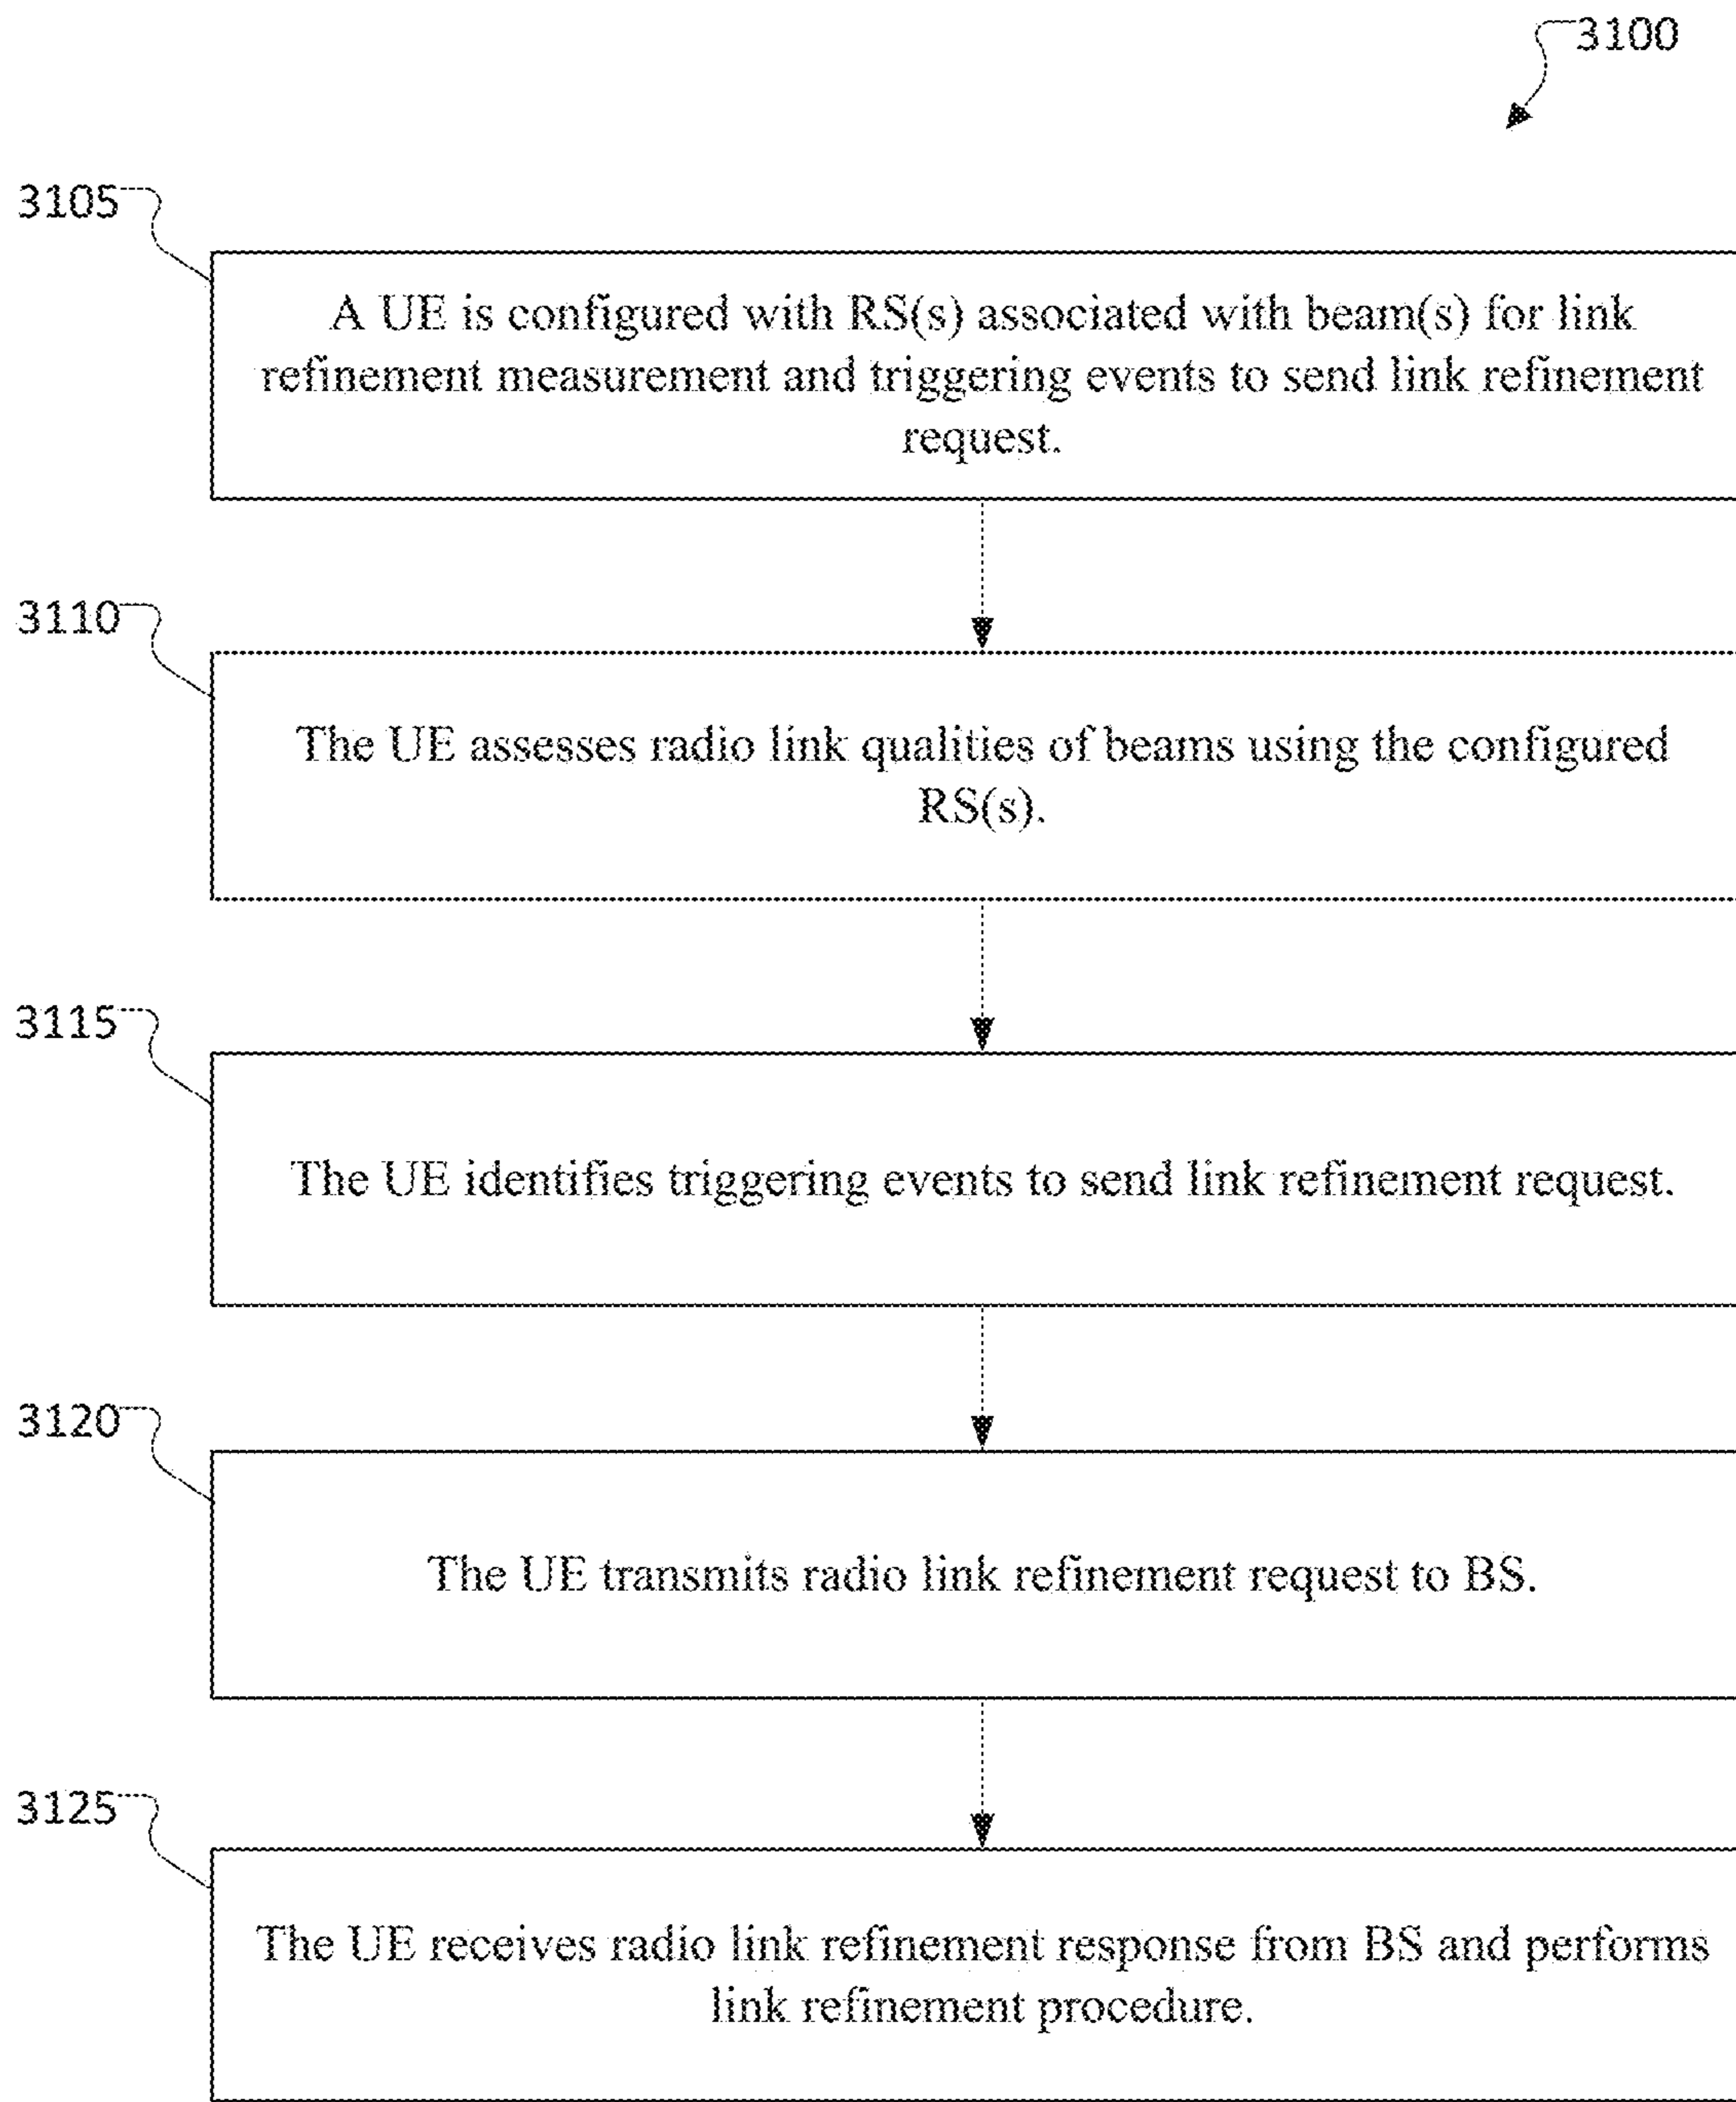 3100
3105
A UE is configured with RS(s) associated with beam(s) for link
refinement measurement and triggering events to send link refinement
request.
3110
The UE assesses radio link qualities of beams using the configured
RS(s).
3115
The UE identifies triggering events to send link refinement request.
3120
The UE transmits radio link refinement request to BS.
3125
The UE receives radio link refinement response from BS and performs
link refinement procedure.